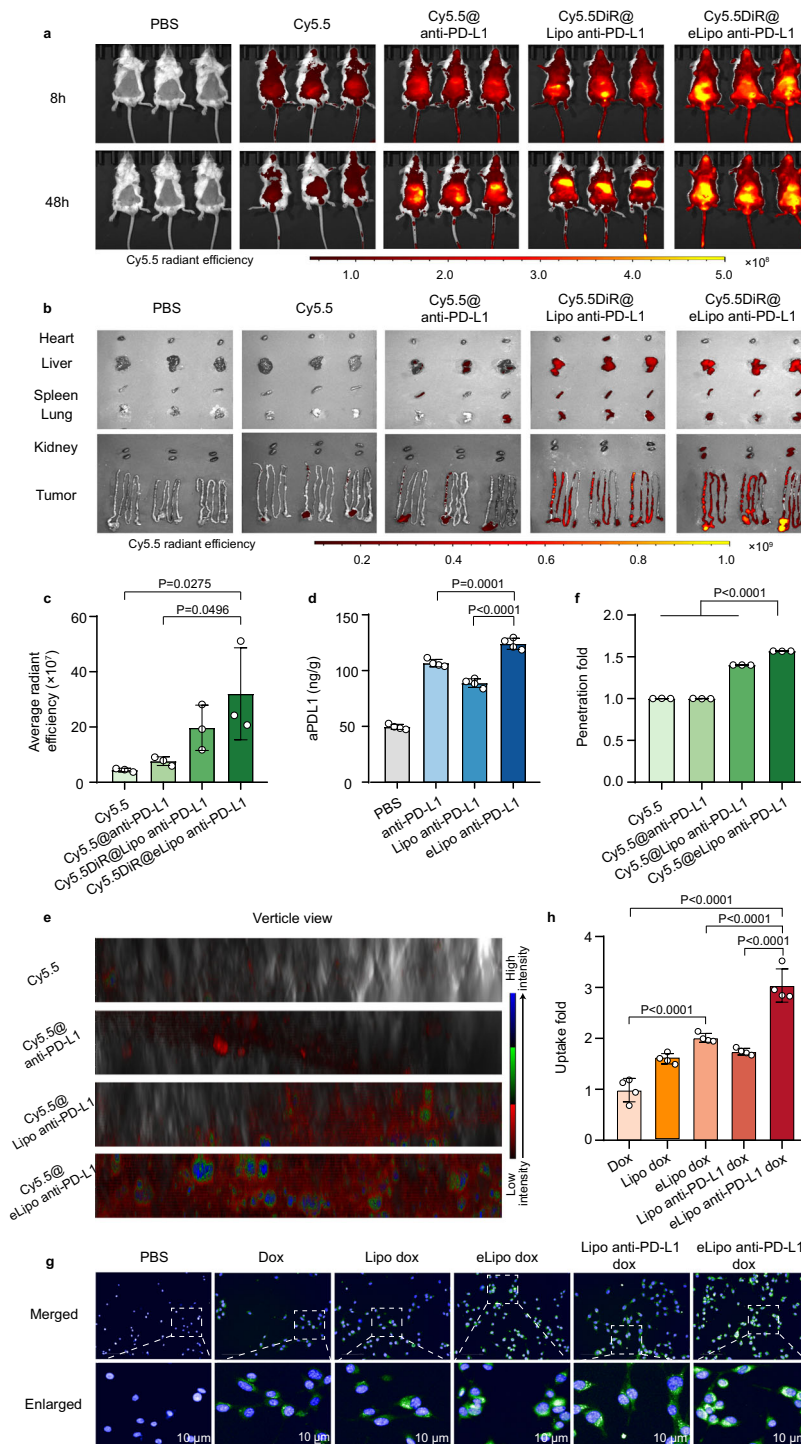 a
PBS
Cy5.5
Cy5.5@
anti-PD-L1
Cy5.5DiR@
Lipo anti-PD-L1
Cy5.5DiR@
eLipo anti-PD-L1
8h
48h
Cy5.5 radiant efficiency
1.0
2.0
3.0
4.0
5.0
×10⁸
b
PBS
Cy5.5
Cy5.5@
anti-PD-L1
Cy5.5DiR@
Lipo anti-PD-L1
Cy5.5DiR@
eLipo anti-PD-L1
Heart
Liver
Spleen
Lung
Kidney
Tumor
Cy5.5 radiant efficiency
0.2
0.4
0.6
0.8
1.0
×10⁹
c
P=0.0275
P=0.0496
Average radiant
efficiency (×10⁷)
60
40
20
0
Cy5.5
Cy5.5@anti-PD-L1
Cy5.5DiR@Lipo anti-PD-L1
Cy5.5DiR@eLipo anti-PD-L1
d
P=0.0001
P<0.0001
aPDL1 (ng/g)
150
100
50
0
PBS
anti-PD-L1
Lipo anti-PD-L1
eLipo anti-PD-L1
f
P<0.0001
Penetration fold
2.0
1.5
1.0
0.5
0.0
Cy5.5
Cy5.5@anti-PD-L1
Cy5.5@Lipo anti-PD-L1
Cy5.5@eLipo anti-PD-L1
e
Verticle view
Cy5.5
Cy5.5@
anti-PD-L1
Cy5.5@
Lipo anti-PD-L1
Cy5.5@
eLipo anti-PD-L1
High
intensity
Low
intensity
h
P<0.0001
P<0.0001
P<0.0001
P<0.0001
Uptake fold
4
3
2
1
0
Dox
Lipo dox
eLipo dox
Lipo anti-PD-L1 dox
eLipo anti-PD-L1 dox
g
PBS
Dox
Lipo dox
eLipo dox
Lipo anti-PD-L1
dox
eLipo anti-PD-L1
dox
Merged
Enlarged
10 μm
10 μm
10 μm
10 μm
10 μm
10 μm